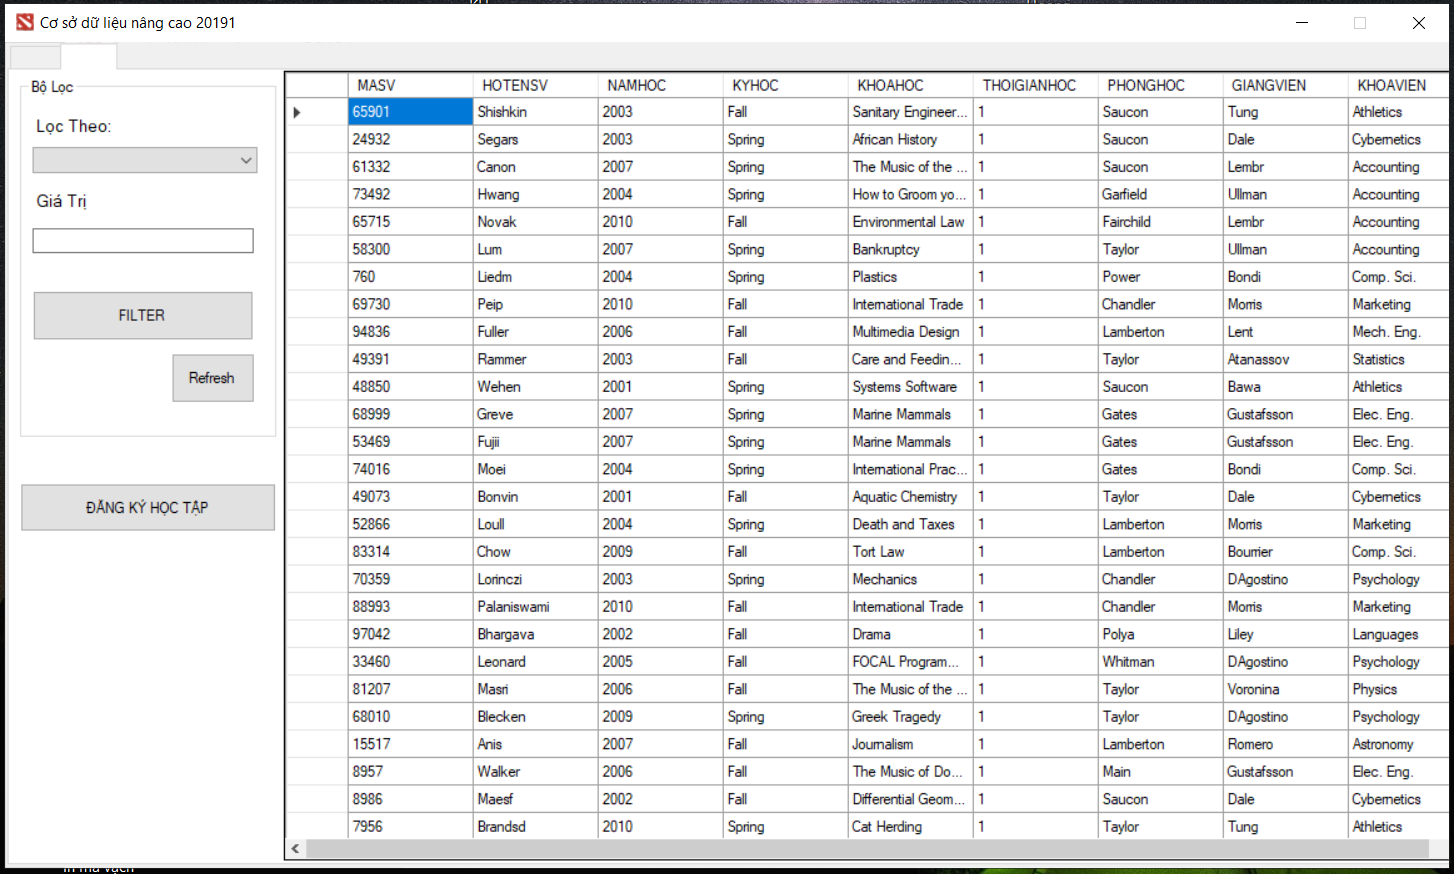 Cơ sở dữ liệu nâng cao 20191
Bộ Lọc
Lọc Theo:
Giá Trị
FILTER
Refresh
ĐĂNG KÝ HỌC TẬP
MASV HOTENSV NAMHOC KYHOC KHOAHOC THOIGIANHOC PHONGHOC GIANGVIEN KHOAVIEN
65901 Shishkin 2003 Fall Sanitary Engineer... 1 Saucon Tung Athletics
24932 Segars 2003 Spring African History 1 Saucon Dale Cybernetics
61332 Canon 2007 Spring The Music of the ... 1 Saucon Lembr Accounting
73492 Hwang 2004 Spring How to Groom yo... 1 Garfield Ullman Accounting
65715 Novak 2010 Fall Environmental Law 1 Fairchild Lembr Accounting
58300 Lum 2007 Spring Bankruptcy 1 Taylor Ullman Accounting
760 Liedm 2004 Spring Plastics 1 Power Bondi Comp. Sci.
69730 Peip 2010 Fall International Trade 1 Chandler Morris Marketing
94836 Fuller 2006 Fall Multimedia Design 1 Lamberton Lent Mech. Eng.
49391 Rammer 2003 Fall Care and Feedin... 1 Taylor Atanassov Statistics
48850 Wehen 2001 Spring Systems Software 1 Saucon Bawa Athletics
68999 Greve 2007 Spring Marine Mammals 1 Gates Gustafsson Elec. Eng.
53469 Fujii 2007 Spring Marine Mammals 1 Gates Gustafsson Elec. Eng.
74016 Moei 2004 Spring International Prac... 1 Gates Bondi Comp. Sci.
49073 Bonvin 2001 Fall Aquatic Chemistry 1 Taylor Dale Cybernetics
52866 Loull 2004 Spring Death and Taxes 1 Lamberton Morris Marketing
83314 Chow 2009 Fall Tort Law 1 Lamberton Bourrier Comp. Sci.
70359 Lorinczi 2003 Spring Mechanics 1 Chandler DAgostino Psychology
88993 Palaniswami 2010 Fall International Trade 1 Chandler Morris Marketing
97042 Bhargava 2002 Fall Drama 1 Polya Liley Languages
33460 Leonard 2005 Fall FOCAL Program... 1 Whitman DAgostino Psychology
81207 Masri 2006 Fall The Music of the ... 1 Taylor Voronina Physics
68010 Blecken 2009 Spring Greek Tragedy 1 Taylor DAgostino Psychology
15517 Anis 2007 Fall Journalism 1 Lamberton Romero Astronomy
8957 Walker 2006 Fall The Music of Do... 1 Main Gustafsson Elec. Eng.
8986 Maesf 2002 Fall Differential Geom... 1 Saucon Dale Cybernetics
7956 Brandsd 2010 Spring Cat Herding 1 Taylor Tung Athletics